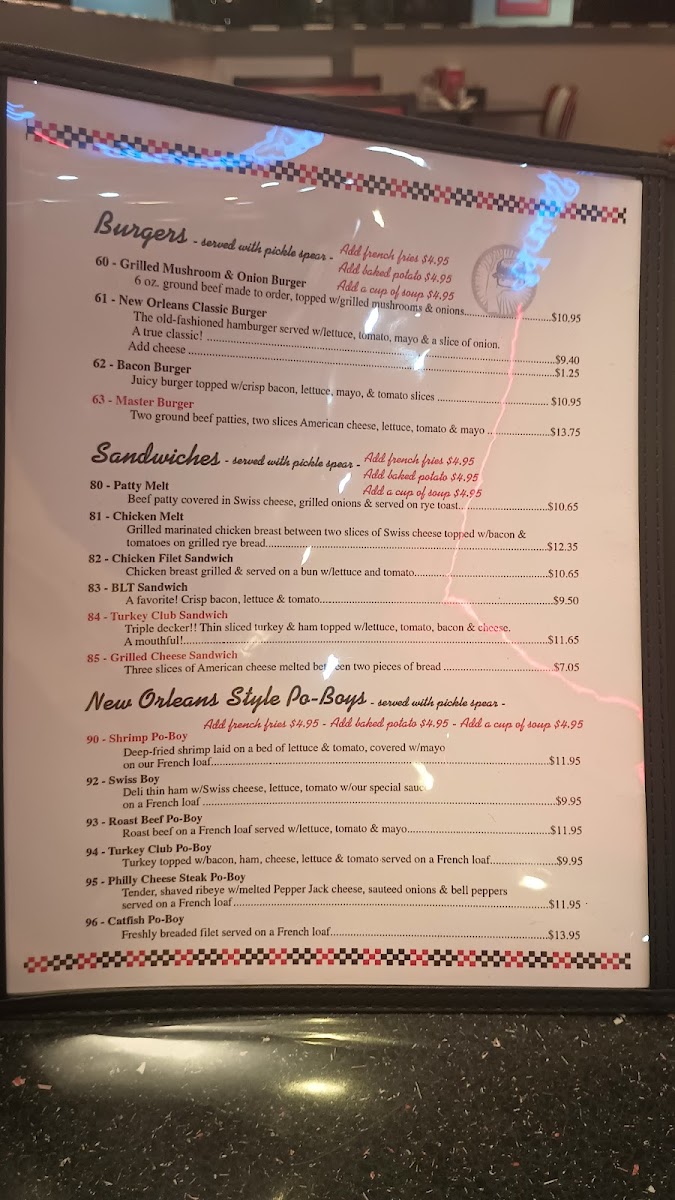 Burgers - served with pickle spear -
Add french fries $4.95
Add baked potato $4.95
Add a cup of soup $4.95
60 - Grilled Mushroom & Onion Burger
6 oz. ground beef made to order, topped w/grilled mushrooms & onions $10.95
61 - New Orleans Classic Burger
The old-fashioned hamburger served w/lettuce, tomato, mayo & a slice of onion.
A true classic! $9.40
Add cheese $1.25
62 - Bacon Burger
Juicy burger topped w/crisp bacon, lettuce, mayo, & tomato slices $10.95
63 - Master Burger
Two ground beef patties, two slices American cheese, lettuce, tomato & mayo $13.75
Sandwiches - served with pickle spear -
Add french fries $4.95
Add baked potato $4.95
Add a cup of soup $4.95
80 - Patty Melt
Beef patty covered in Swiss cheese, grilled onions & served on rye toast. $10.65
81 - Chicken Melt
Grilled marinated chicken breast between two slices of Swiss cheese topped w/bacon &
tomatoes on grilled rye bread $12.35
82 - Chicken Filet Sandwich
Chicken breast grilled & served on a bun w/lettuce and tomato $10.65
83 - BLT Sandwich
A favorite! Crisp bacon, lettuce & tomato $9.50
84 - Turkey Club Sandwich
Triple decker!! Thin sliced turkey & ham topped w/lettuce, tomato, bacon & cheese.
A mouthful! $11.65
85 - Grilled Cheese Sandwich
Three slices of American cheese melted between two pieces of bread $7.05
New Orleans Style Po-Boys - served with pickle spear -
Add french fries $4.95 - Add baked potato $4.95 - Add a cup of soup $4.95
90 - Shrimp Po-Boy
Deep-fried shrimp laid on a bed of lettuce & tomato, covered w/mayo
on our French loaf $11.95
92 - Swiss Boy
Deli thin ham w/Swiss cheese, lettuce, tomato w/our special sauce
on a French loaf $9.95
93 - Roast Beef Po-Boy
Roast beef on a French loaf served w/lettuce, tomato & mayo $11.95
94 - Turkey Club Po-Boy
Turkey topped w/bacon, ham, cheese, lettuce & tomato served on a French loaf $9.95
95 - Philly Cheese Steak Po-Boy
Tender, shaved ribeye w/melted Pepper Jack cheese, sauteed onions & bell peppers
served on a French loaf $11.95
96 - Catfish Po-Boy
Freshly breaded filet served on a French loaf $13.95